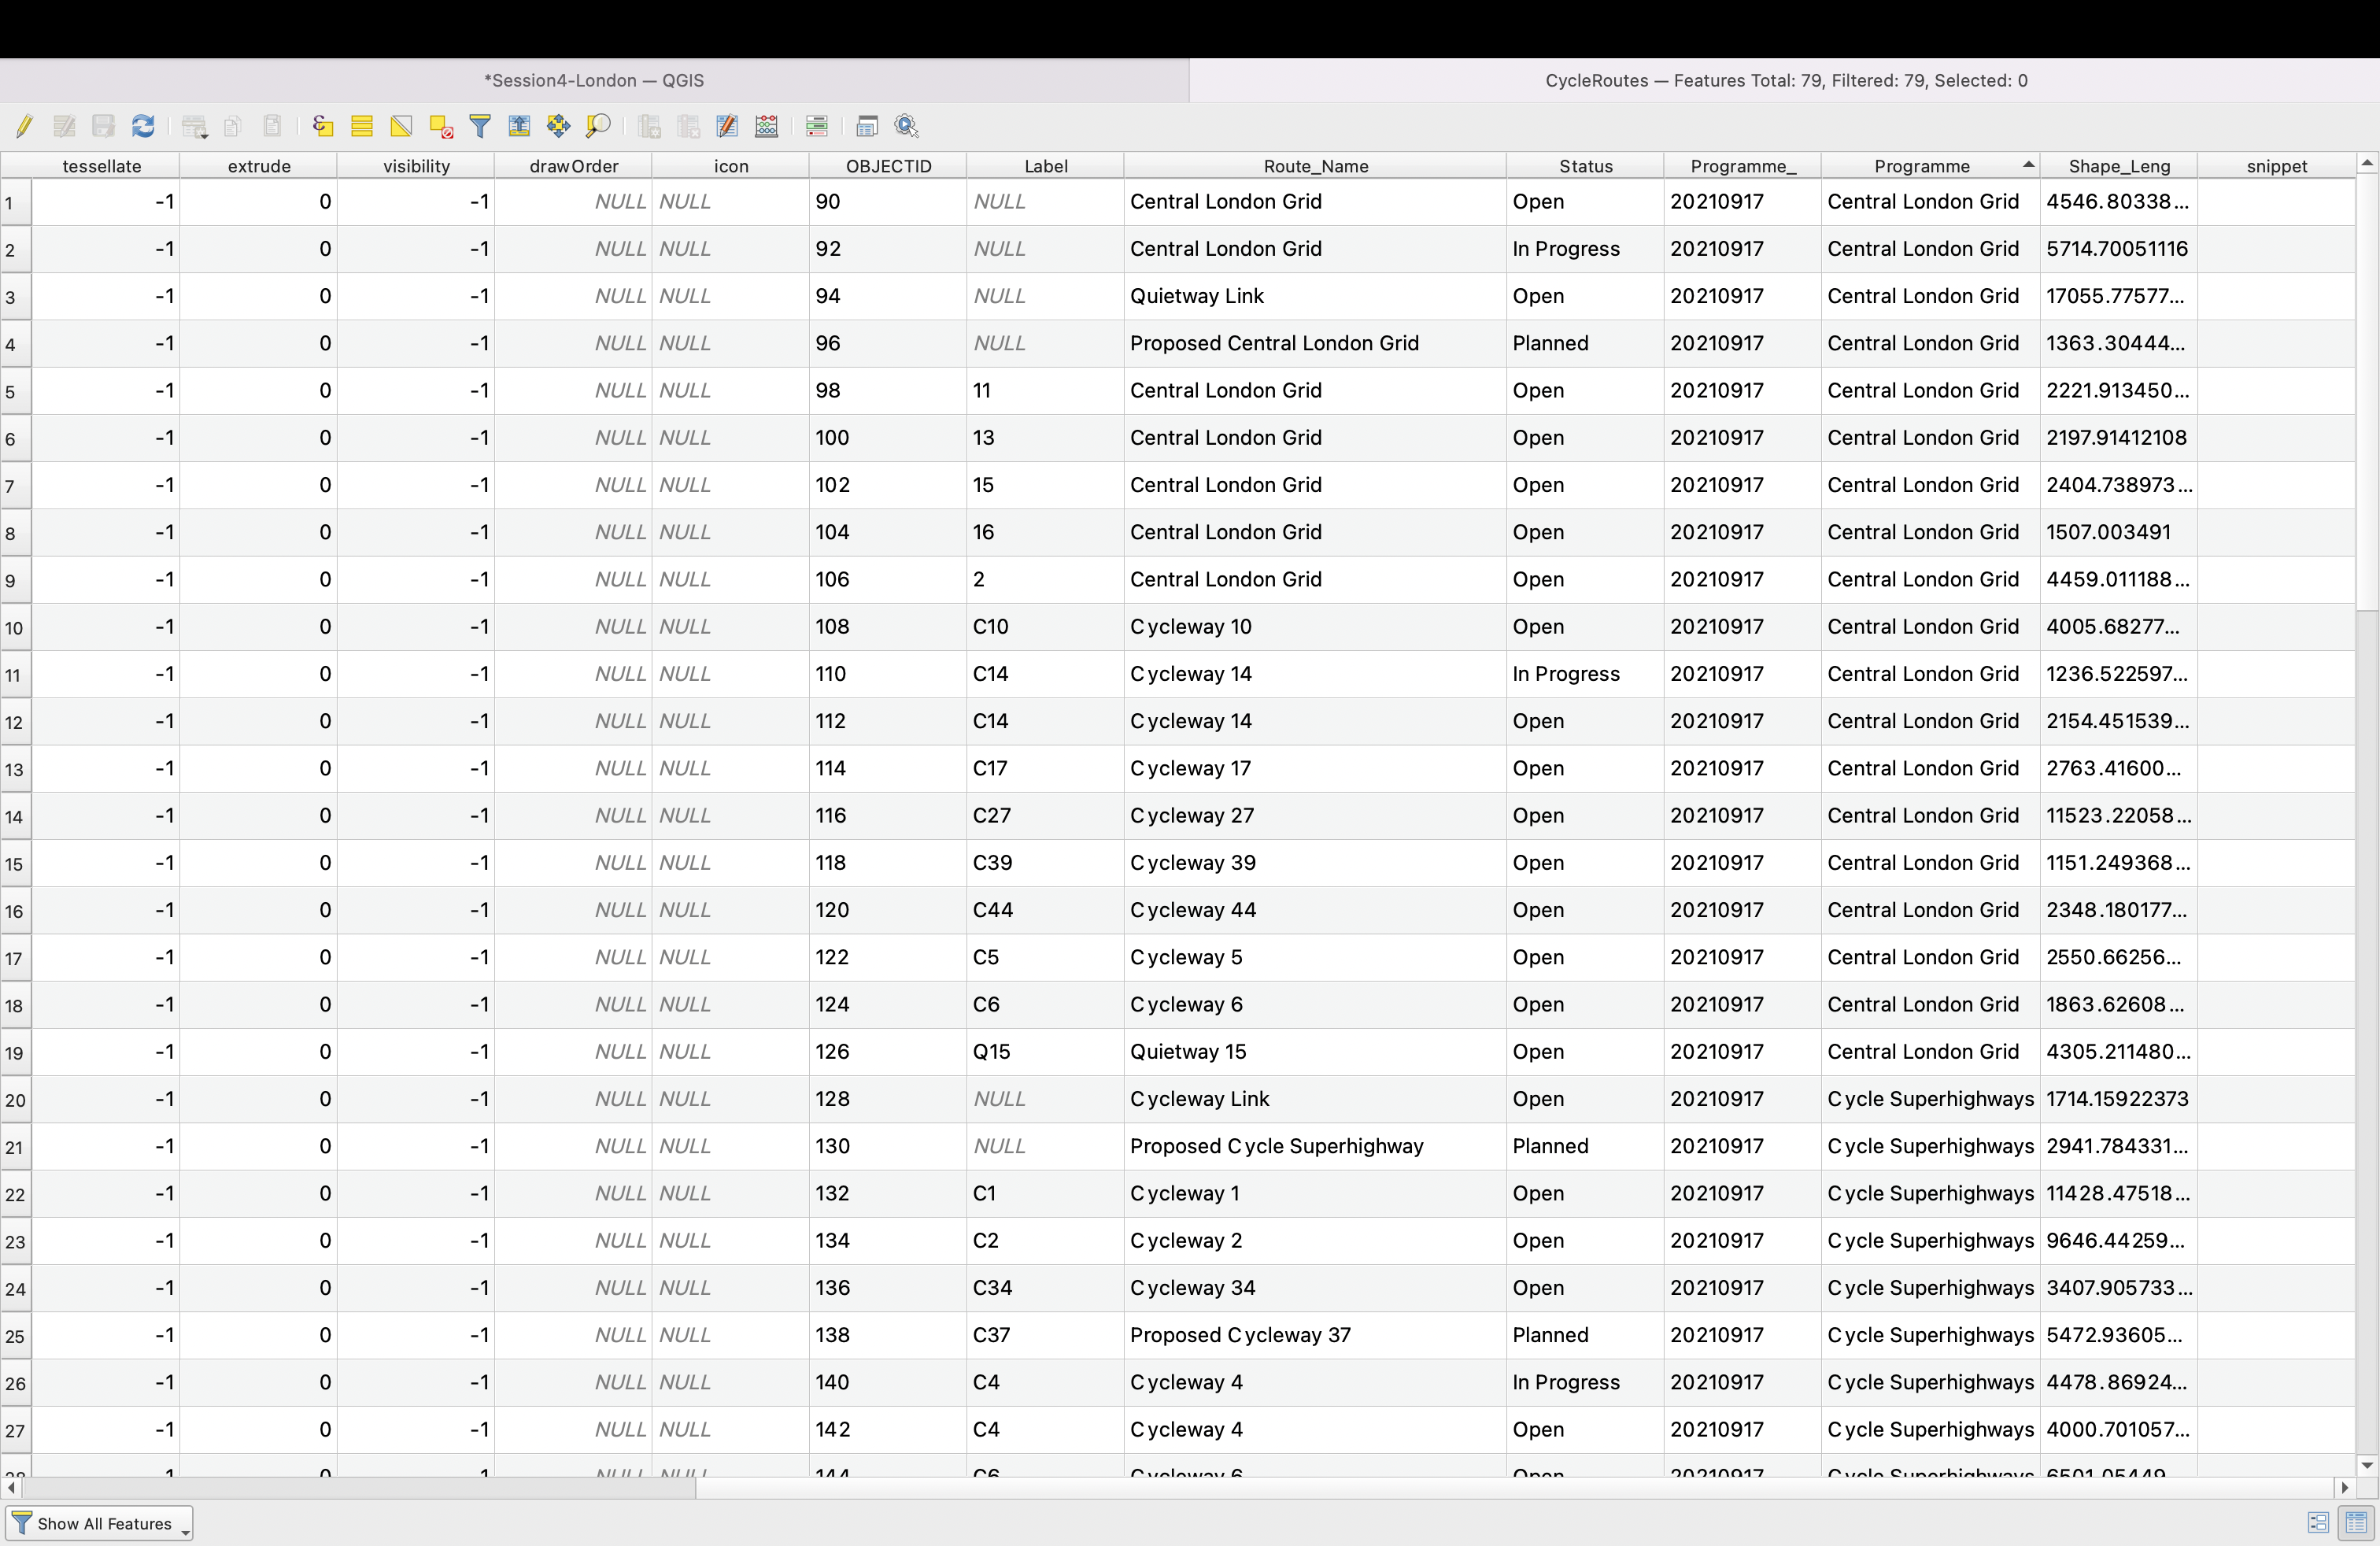 *Session4-London — QGIS
CycleRoutes — Features Total: 79, Filtered: 79, Selected: 0
tessellate extrude visibility drawOrder icon OBJECTID Label Route_Name Status Programme_ Programme Shape_Leng snippet
1 -1 0 -1 NULL NULL 90 NULL Central London Grid Open 20210917 Central London Grid 4546.80338...
2 -1 0 -1 NULL NULL 92 NULL Central London Grid In Progress 20210917 Central London Grid 5714.70051116
3 -1 0 -1 NULL NULL 94 NULL Quietway Link Open 20210917 Central London Grid 17055.77577...
4 -1 0 -1 NULL NULL 96 NULL Proposed Central London Grid Planned 20210917 Central London Grid 1363.30444...
5 -1 0 -1 NULL NULL 98 11 Central London Grid Open 20210917 Central London Grid 2221.913450...
6 -1 0 -1 NULL NULL 100 13 Central London Grid Open 20210917 Central London Grid 2197.91412108
7 -1 0 -1 NULL NULL 102 15 Central London Grid Open 20210917 Central London Grid 2404.738973...
8 -1 0 -1 NULL NULL 104 16 Central London Grid Open 20210917 Central London Grid 1507.003491
9 -1 0 -1 NULL NULL 106 2 Central London Grid Open 20210917 Central London Grid 4459.011188...
10 -1 0 -1 NULL NULL 108 C10 Cycleway 10 Open 20210917 Central London Grid 4005.68277...
11 -1 0 -1 NULL NULL 110 C14 Cycleway 14 In Progress 20210917 Central London Grid 1236.522597...
12 -1 0 -1 NULL NULL 112 C14 Cycleway 14 Open 20210917 Central London Grid 2154.451539...
13 -1 0 -1 NULL NULL 114 C17 Cycleway 17 Open 20210917 Central London Grid 2763.41600...
14 -1 0 -1 NULL NULL 116 C27 Cycleway 27 Open 20210917 Central London Grid 11523.22058...
15 -1 0 -1 NULL NULL 118 C39 Cycleway 39 Open 20210917 Central London Grid 1151.249368...
16 -1 0 -1 NULL NULL 120 C44 Cycleway 44 Open 20210917 Central London Grid 2348.180177...
17 -1 0 -1 NULL NULL 122 C5 Cycleway 5 Open 20210917 Central London Grid 2550.66256...
18 -1 0 -1 NULL NULL 124 C6 Cycleway 6 Open 20210917 Central London Grid 1863.62608...
19 -1 0 -1 NULL NULL 126 Q15 Quietway 15 Open 20210917 Central London Grid 4305.211480...
20 -1 0 -1 NULL NULL 128 NULL Cycleway Link Open 20210917 Cycle Superhighways 1714.15922373
21 -1 0 -1 NULL NULL 130 NULL Proposed Cycle Superhighway Planned 20210917 Cycle Superhighways 2941.784331...
22 -1 0 -1 NULL NULL 132 C1 Cycleway 1 Open 20210917 Cycle Superhighways 11428.47518...
23 -1 0 -1 NULL NULL 134 C2 Cycleway 2 Open 20210917 Cycle Superhighways 9646.44259...
24 -1 0 -1 NULL NULL 136 C34 Cycleway 34 Open 20210917 Cycle Superhighways 3407.905733...
25 -1 0 -1 NULL NULL 138 C37 Proposed Cycleway 37 Planned 20210917 Cycle Superhighways 5472.93605...
26 -1 0 -1 NULL NULL 140 C4 Cycleway 4 In Progress 20210917 Cycle Superhighways 4478.86924...
27 -1 0 -1 NULL NULL 142 C4 Cycleway 4 Open 20210917 Cycle Superhighways 4000.701057...
Show All Features